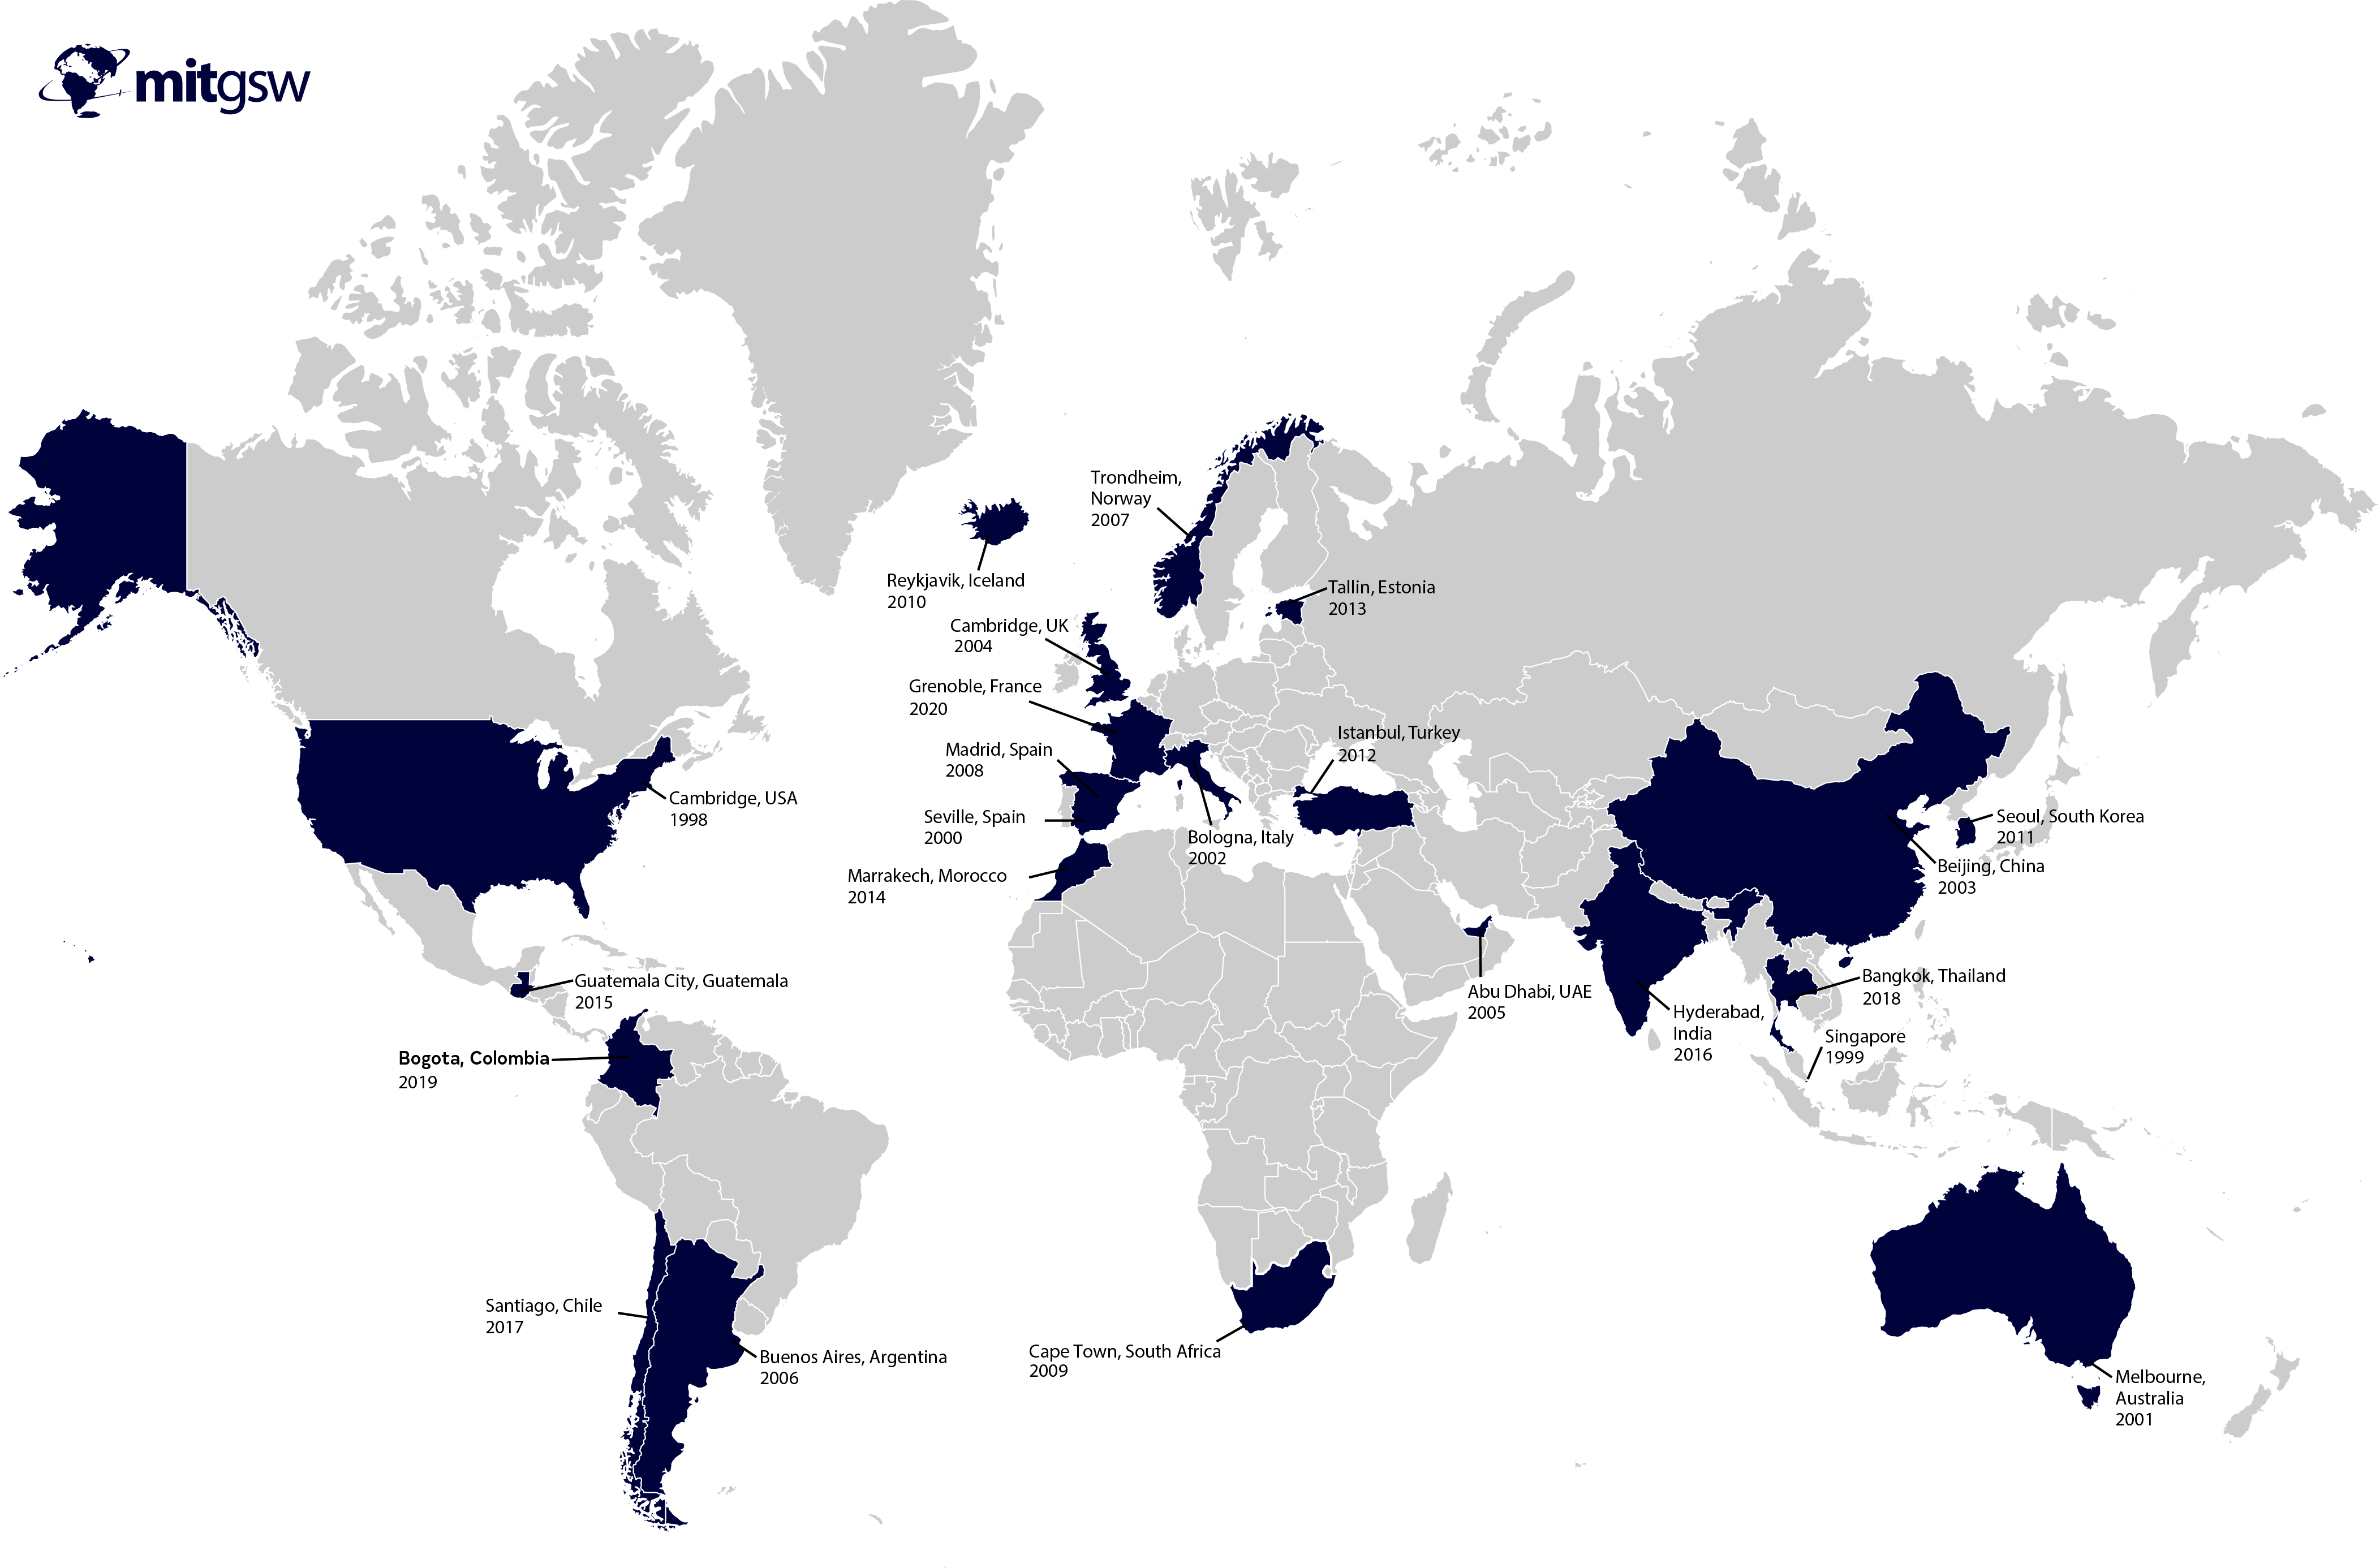 mitgsw
Trondheim,
Norway
2007
Reykjavik, Iceland
2010
Tallin, Estonia
2013
Cambridge, UK
2004
Grenoble, France
2020
Istanbul, Turkey
2012
Madrid, Spain
2008
Cambridge, USA
1998
Seville, Spain
2000
Bologna, Italy
2002
Seoul, South Korea
2011
Beijing, China
2003
Marrakech, Morocco
2014
Guatemala City, Guatemala
2015
Abu Dhabi, UAE
2005
Bangkok, Thailand
2018
Hyderabad,
India
2016
Singapore
1999
Bogota, Colombia
2019
Santiago, Chile
2017
Buenos Aires, Argentina
2006
Cape Town, South Africa
2009
Melbourne,
Australia
2001